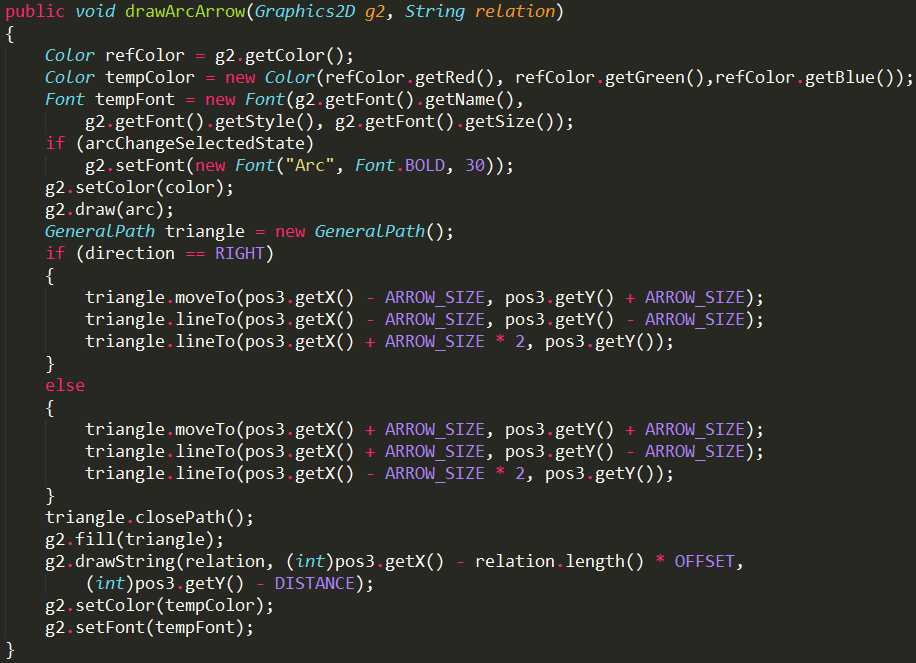 public void drawArcArrow(Graphics2D g2, String relation)
{
    Color refColor = g2.getColor();
    Color tempColor = new Color(refColor.getRed(), refColor.getGreen(),refColor.getBlue());
    Font tempFont = new Font(g2.getFont().getName(),
        g2.getFont().getStyle(), g2.getFont().getSize());
    if (arcChangeSelectedState)
        g2.setFont(new Font("Arc", Font.BOLD, 30));
    g2.setColor(color);
    g2.draw(arc);
    GeneralPath triangle = new GeneralPath();
    if (direction == RIGHT)
    {
        triangle.moveTo(pos3.getX() - ARROW_SIZE, pos3.getY() + ARROW_SIZE);
        triangle.lineTo(pos3.getX() - ARROW_SIZE, pos3.getY() - ARROW_SIZE);
        triangle.lineTo(pos3.getX() + ARROW_SIZE * 2, pos3.getY());
    }
    else
    {
        triangle.moveTo(pos3.getX() + ARROW_SIZE, pos3.getY() + ARROW_SIZE);
        triangle.lineTo(pos3.getX() + ARROW_SIZE, pos3.getY() - ARROW_SIZE);
        triangle.lineTo(pos3.getX() - ARROW_SIZE * 2, pos3.getY());
    }
    triangle.closePath();
    g2.fill(triangle);
    g2.drawString(relation, (int)pos3.getX() - relation.length() * OFFSET,
        (int)pos3.getY() - DISTANCE);
    g2.setColor(tempColor);
    g2.setFont(tempFont);
}